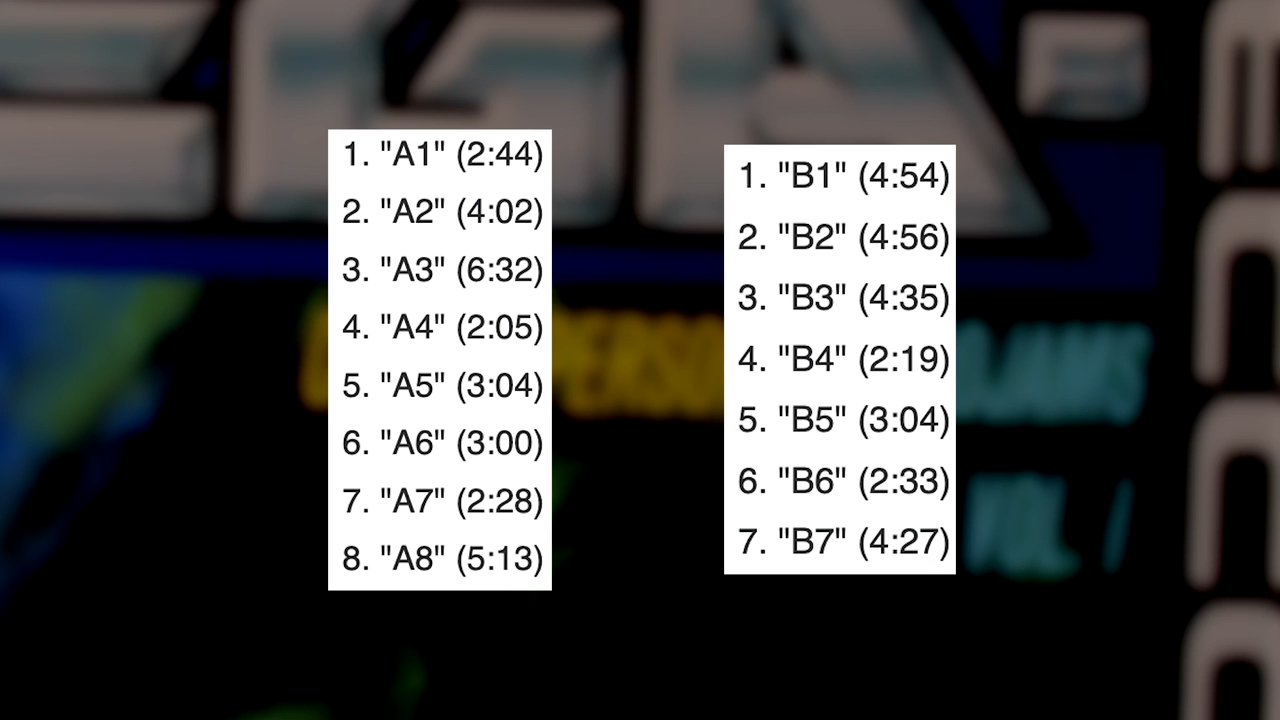 1. "A1" (2:44)
2. "A2" (4:02)
3. "A3" (6:32)
4. "A4" (2:05)
5. "A5" (3:04)
6. "A6" (3:00)
7. "A7" (2:28)
8. "A8" (5:13)
1. "B1" (4:54)
2. "B2" (4:56)
3. "B3" (4:35)
4. "B4" (2:19)
5. "B5" (3:04)
6. "B6" (2:33)
7. "B7" (4:27)
VOL. 1